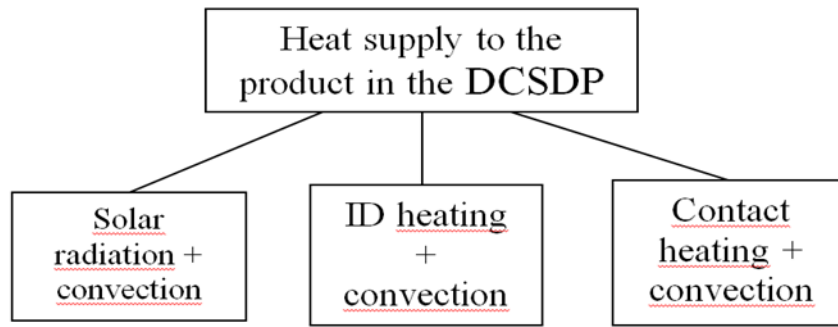 Heat supply to the
product in the DCSDP
Solar
radiation +
convection
ID heating
+
convection
Contact
heating +
convection